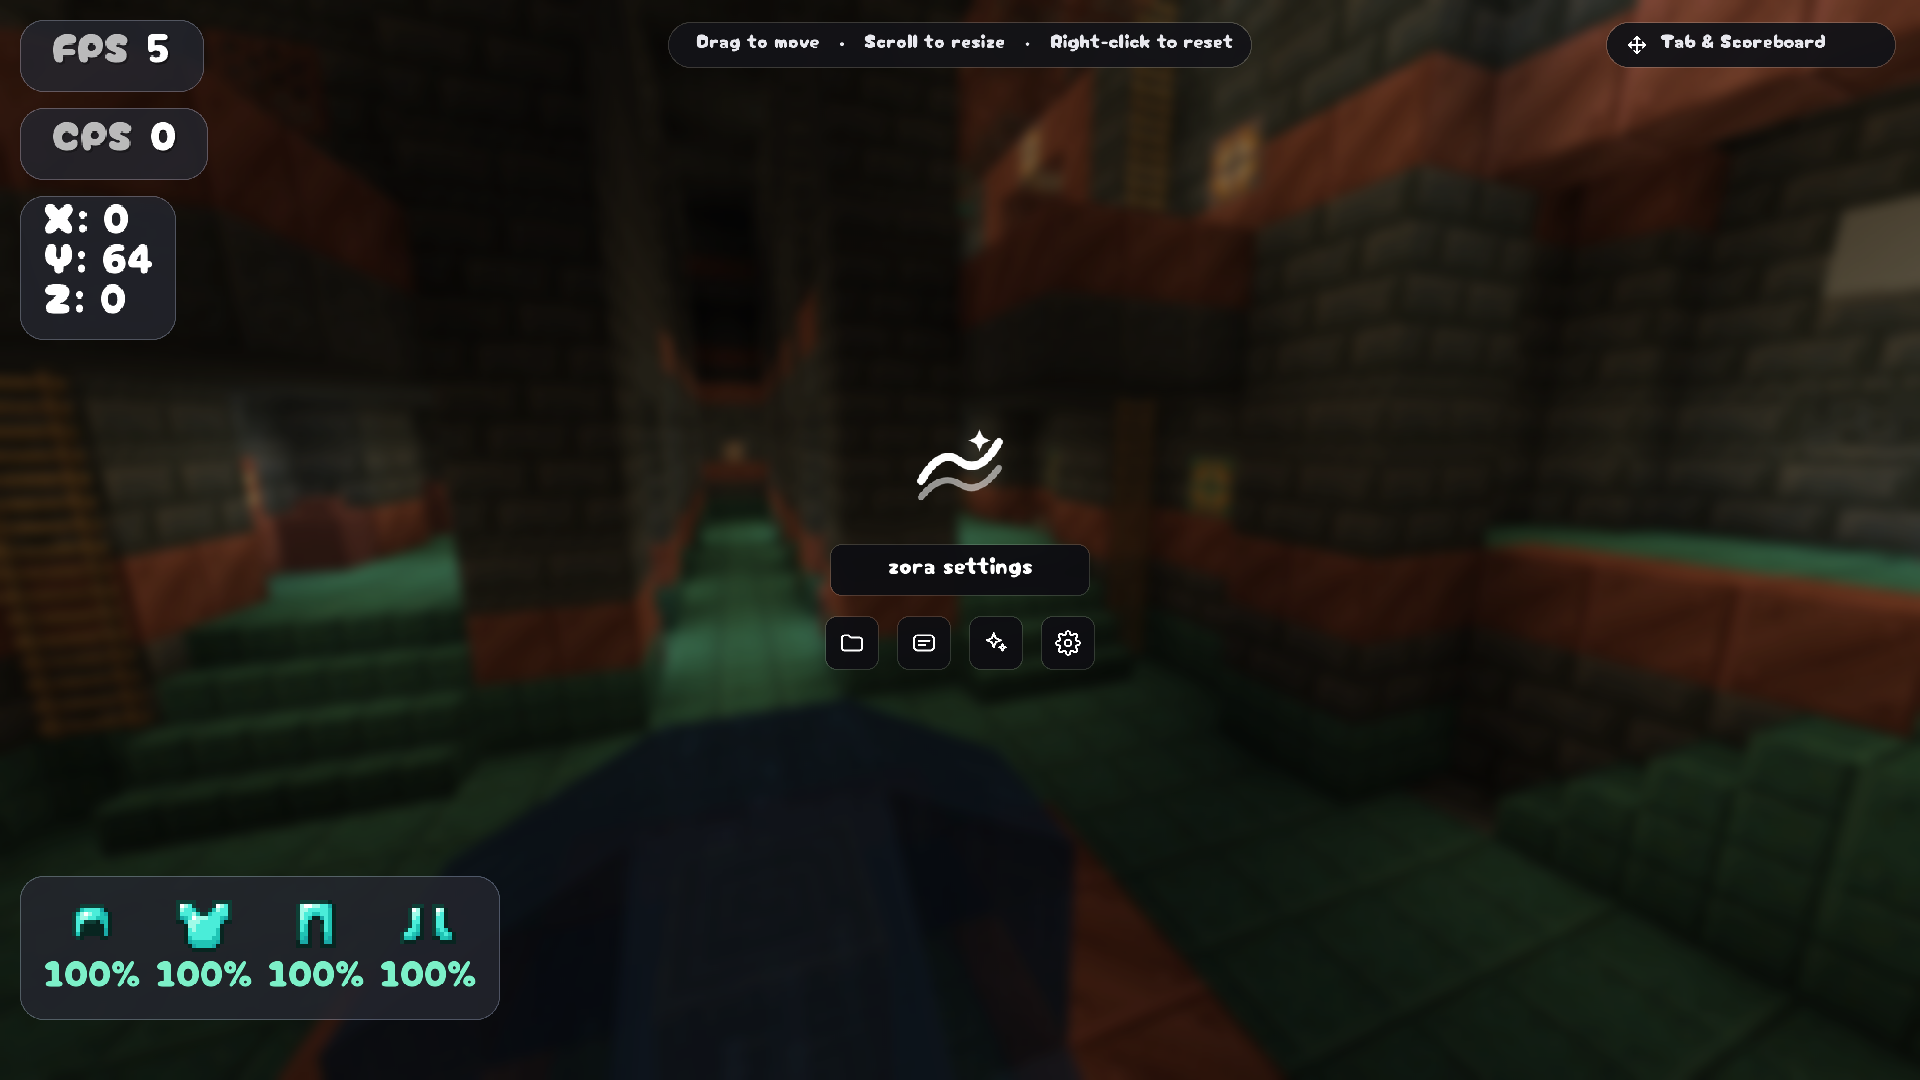 FPS 5
Drag to move · Scroll to resize · Right-click to reset
Tab & Scoreboard
CPS 0
X: 0
Y: 64
Z: 0
zora settings
100% 100% 100% 100%